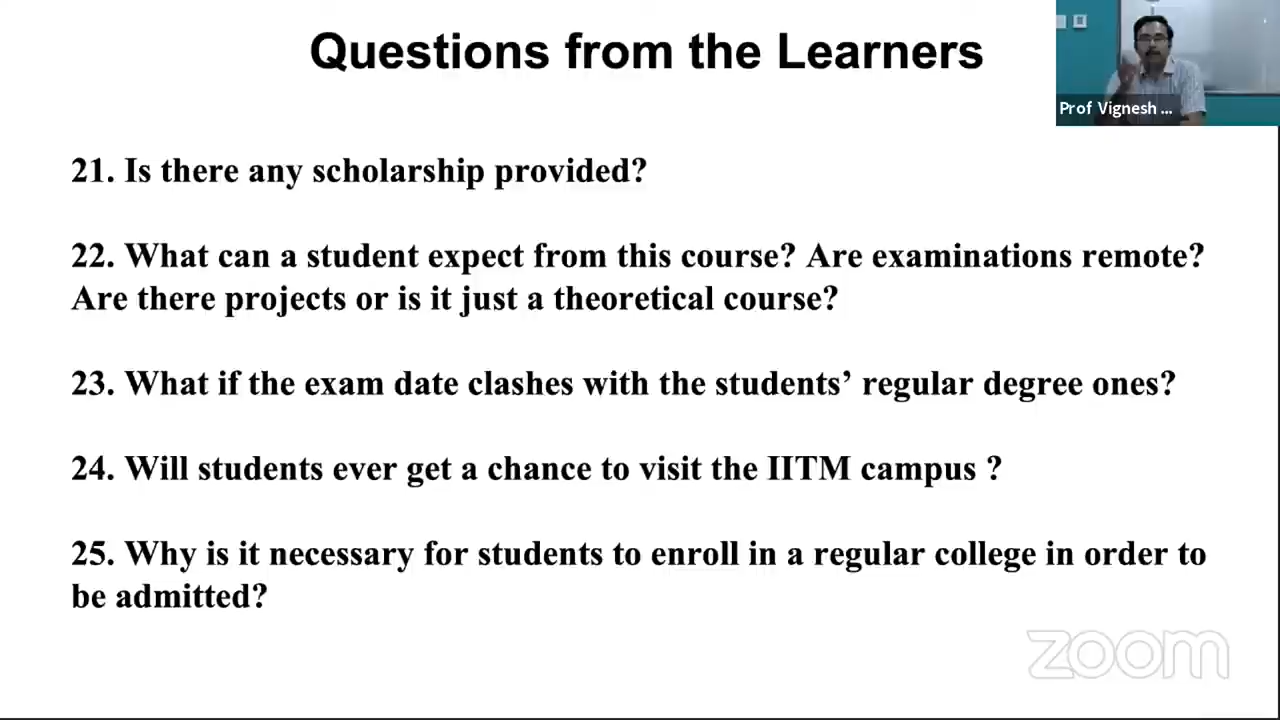 Questions from the Learners
Prof Vignesh ...
21. Is there any scholarship provided?
22. What can a student expect from this course? Are examinations remote?
Are there projects or is it just a theoretical course?
23. What if the exam date clashes with the students’ regular degree ones?
24. Will students ever get a chance to visit the IITM campus ?
25. Why is it necessary for students to enroll in a regular college in order to
be admitted?
zoom